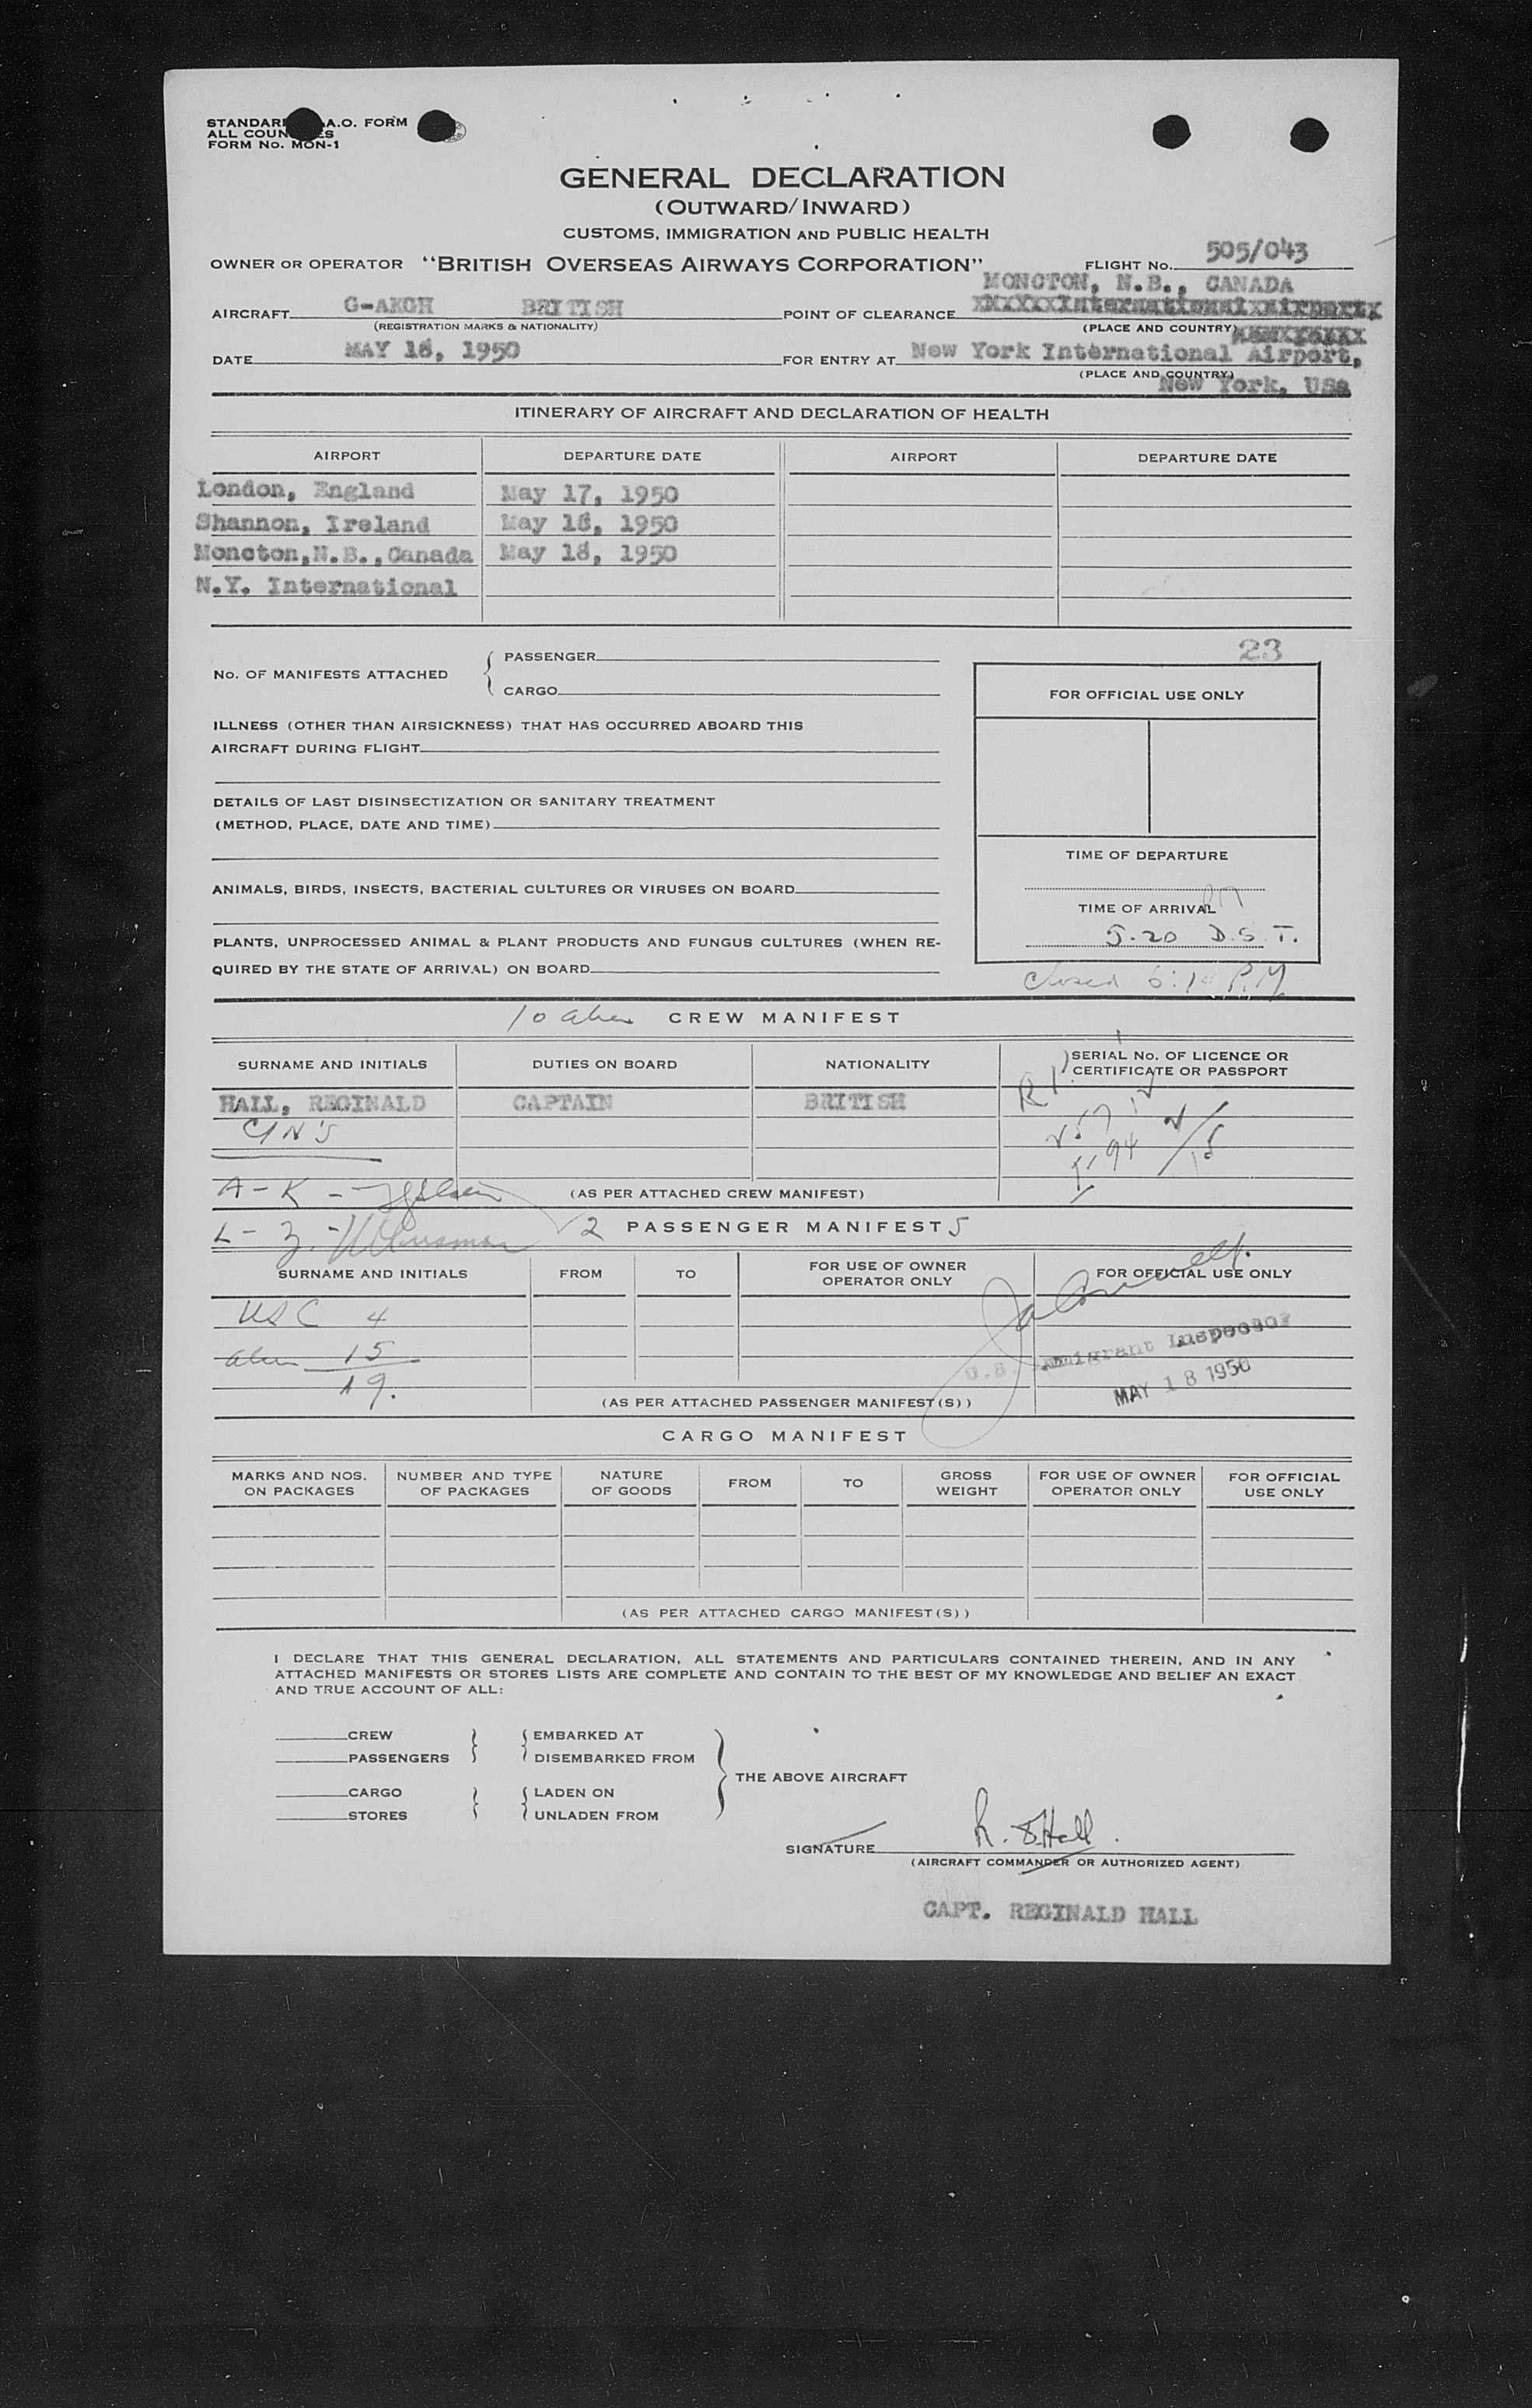 STANDARD A.O. FORM
ALL COUNTRIES
FORM No. MON-1
GENERAL DECLARATION
(OUTWARD/INWARD)
CUSTOMS, IMMIGRATION AND PUBLIC HEALTH
505/043
OWNER OR OPERATOR "BRITISH OVERSEAS AIRWAYS CORPORATION" FLIGHT No.
MONCTON, N.B., CANADA
AIRCRAFT G-AKGH BRITISH POINT OF CLEARANCE
(REGISTRATION MARKS & NATIONALITY) (PLACE AND COUNTRY)
DATE MAY 18, 1950 FOR ENTRY AT New York International Airport,
(PLACE AND COUNTRY)
New York, USa
ITINERARY OF AIRCRAFT AND DECLARATION OF HEALTH
AIRPORT DEPARTURE DATE AIRPORT DEPARTURE DATE
London, England May 17, 1950
Shannon, Ireland May 18, 1950
Moncton,N.B.,Canada May 18, 1950
N.Y. International
23
No. OF MANIFESTS ATTACHED { PASSENGER
CARGO
FOR OFFICIAL USE ONLY
ILLNESS (OTHER THAN AIRSICKNESS) THAT HAS OCCURRED ABOARD THIS
AIRCRAFT DURING FLIGHT
DETAILS OF LAST DISINSECTIZATION OR SANITARY TREATMENT
(METHOD, PLACE, DATE AND TIME)
TIME OF DEPARTURE
ANIMALS, BIRDS, INSECTS, BACTERIAL CULTURES OR VIRUSES ON BOARD
TIME OF ARRIVAL
5-20 D.S.T.
PLANTS, UNPROCESSED ANIMAL & PLANT PRODUCTS AND FUNGUS CULTURES (WHEN RE-
QUIRED BY THE STATE OF ARRIVAL) ON BOARD
Closed P.M.
10 alien CREW MANIFEST
SURNAME AND INITIALS DUTIES ON BOARD NATIONALITY SERIAL No. OF LICENCE OR
CERTIFICATE OR PASSPORT
HALL, REGINALD CAPTAIN BRITISH
A - K -
(AS PER ATTACHED CREW MANIFEST)
L - Z -
2 PASSENGER MANIFEST 5
SURNAME AND INITIALS FROM TO FOR USE OF OWNER
OPERATOR ONLY FOR OFFICIAL USE ONLY
USC 4
alien 15
19.
U.S. Immigrant Inspector
MAY 18 1950
(AS PER ATTACHED PASSENGER MANIFEST(S))
CARGO MANIFEST
MARKS AND NOS.
ON PACKAGES NUMBER AND TYPE
OF PACKAGES NATURE
OF GOODS FROM TO GROSS
WEIGHT FOR USE OF OWNER
OPERATOR ONLY FOR OFFICIAL
USE ONLY
(AS PER ATTACHED CARGO MANIFEST(S))
I DECLARE THAT THIS GENERAL DECLARATION, ALL STATEMENTS AND PARTICULARS CONTAINED THEREIN, AND IN ANY
ATTACHED MANIFESTS OR STORES LISTS ARE COMPLETE AND CONTAIN TO THE BEST OF MY KNOWLEDGE AND BELIEF AN EXACT
AND TRUE ACCOUNT OF ALL:
CREW EMBARKED AT
PASSENGERS DISEMBARKED FROM
THE ABOVE AIRCRAFT
CARGO LADEN ON
STORES UNLADEN FROM
SIGNATURE R. Hall.
(AIRCRAFT COMMANDER OR AUTHORIZED AGENT)
CAPT. REGINALD HALL